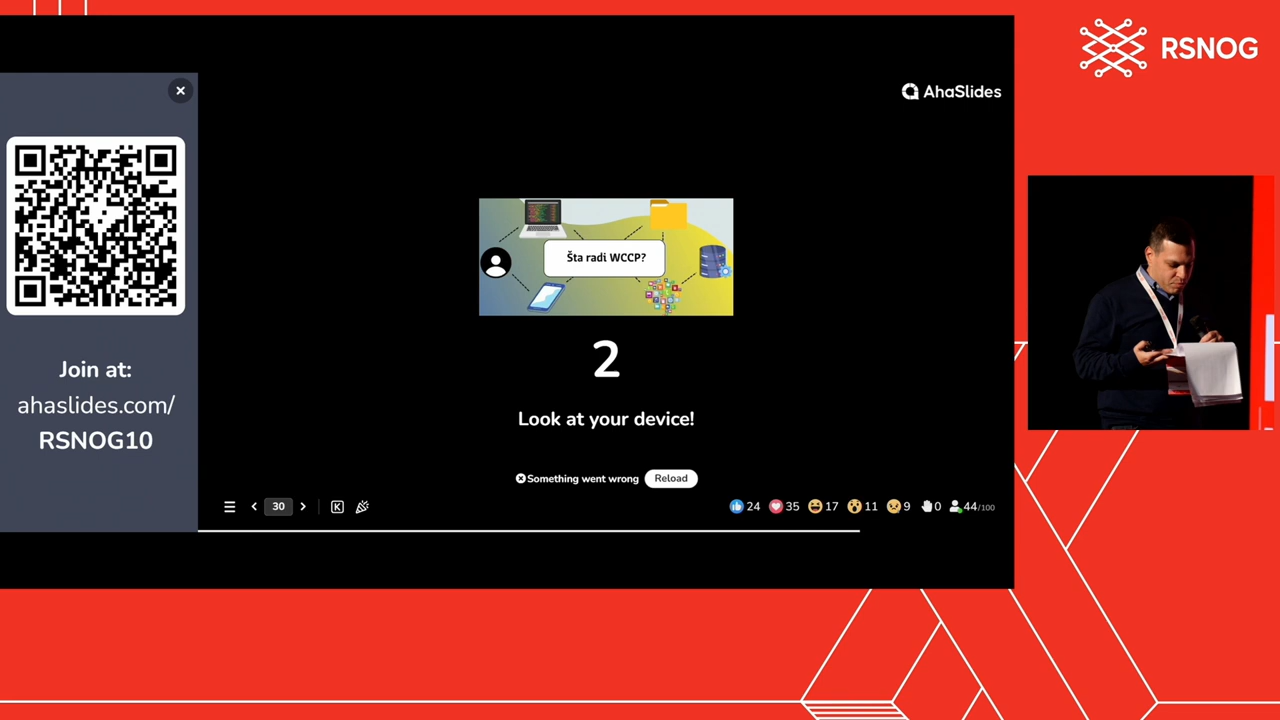 RSNOG
AhaSlides
Join at:
ahaslides.com/
RSNOG10
Šta radi WCCP?
2
Look at your device!
Something went wrong
Reload
30
K
24
35
17
11
9
0
44/100